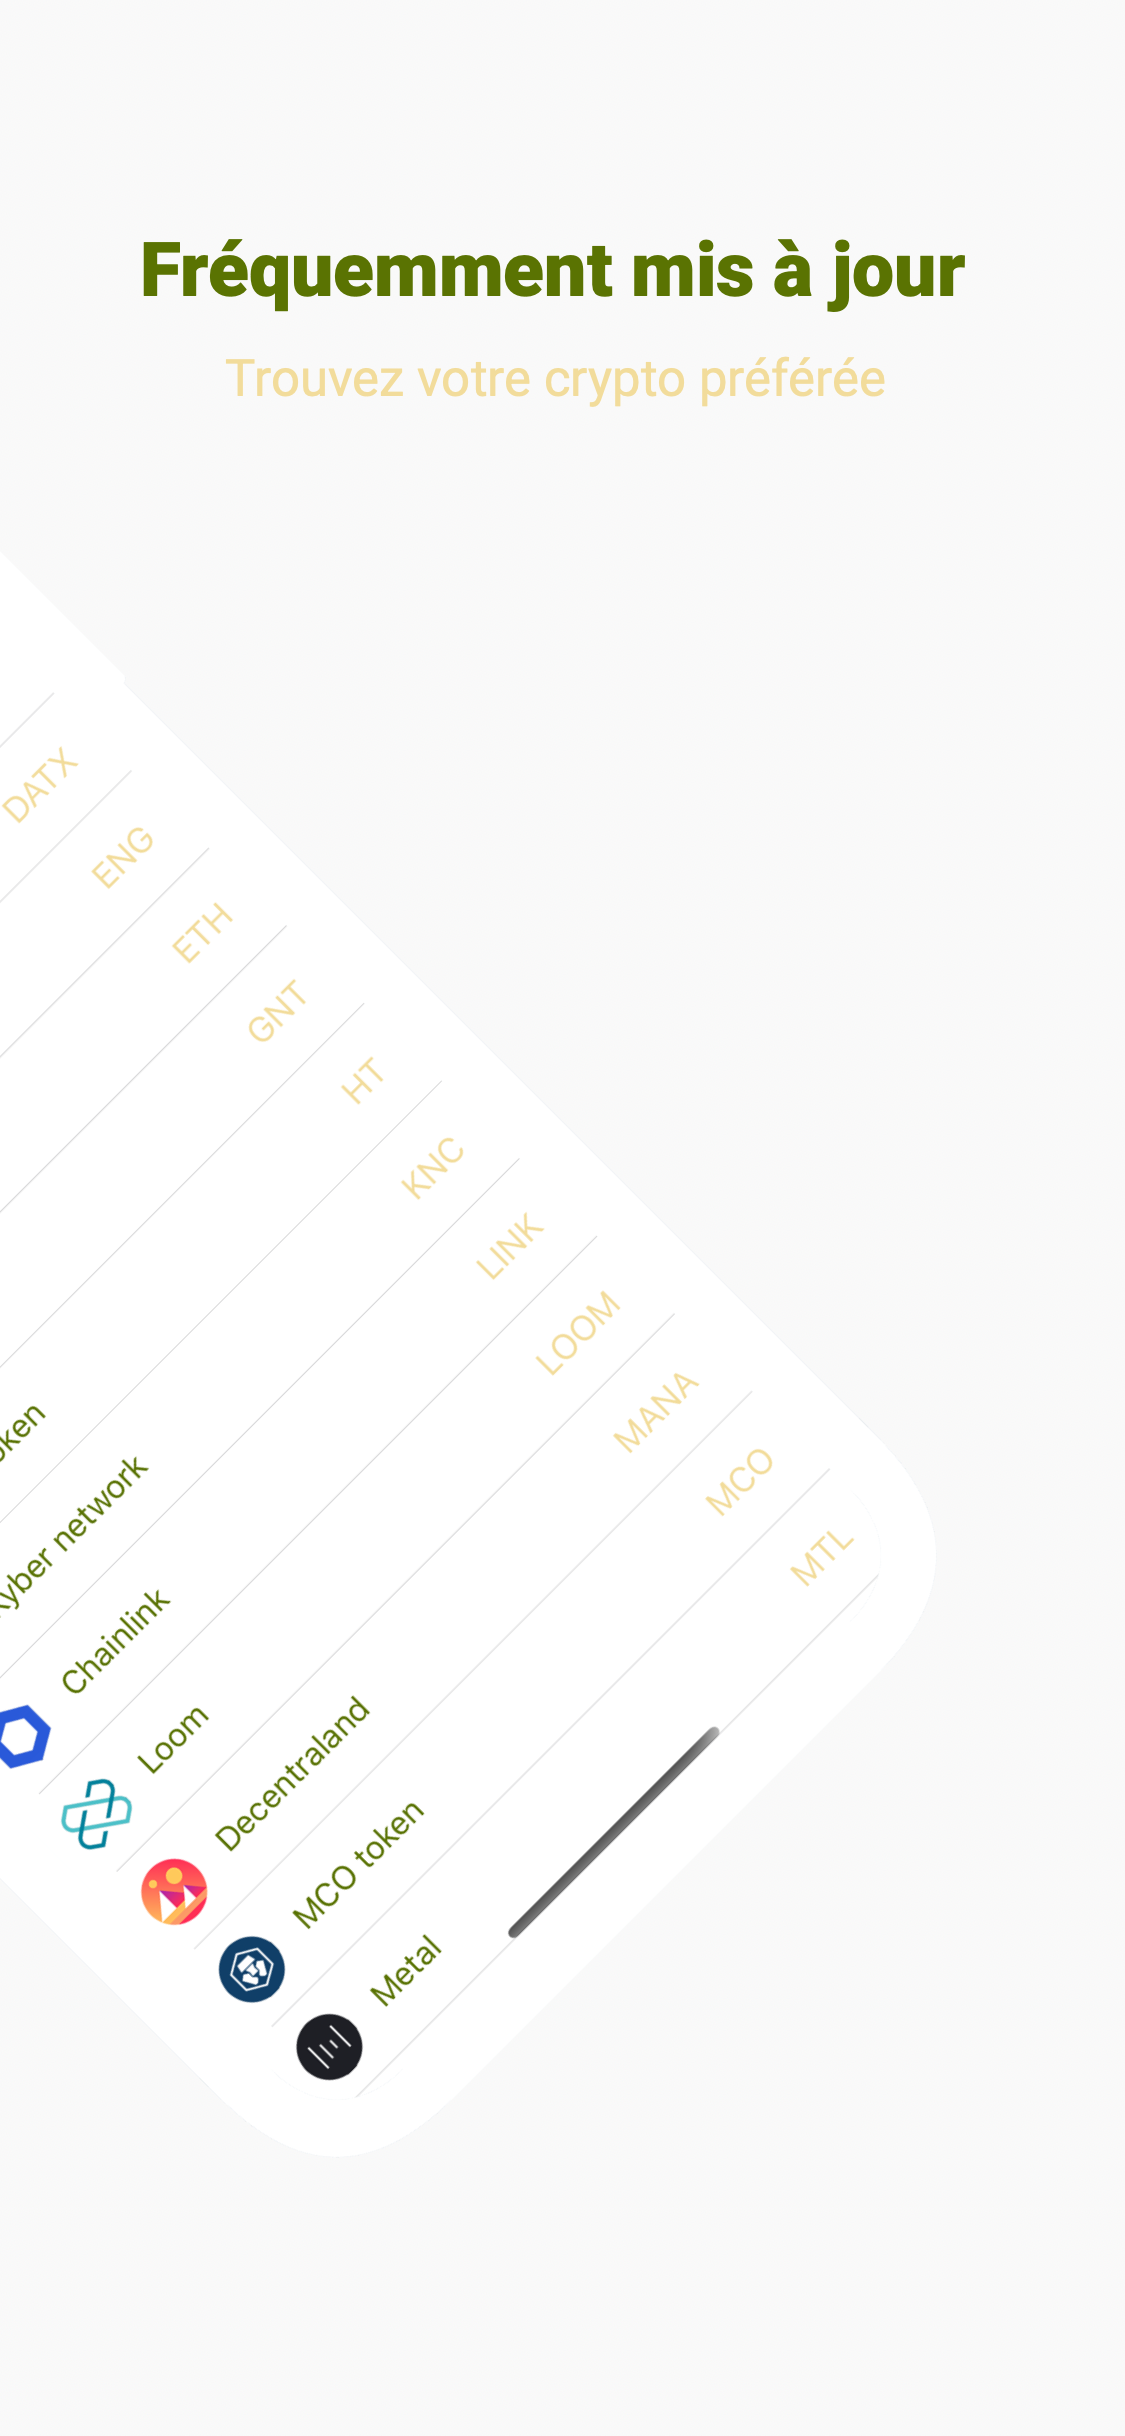 Fréquemment mis à jour
Trouvez votre crypto préférée
DATX
ENG
ETH
GNT
oken HT
Kyber network KNC
Chainlink LINK
Loom LOOM
Decentraland MANA
MCO token MCO
Metal MTL